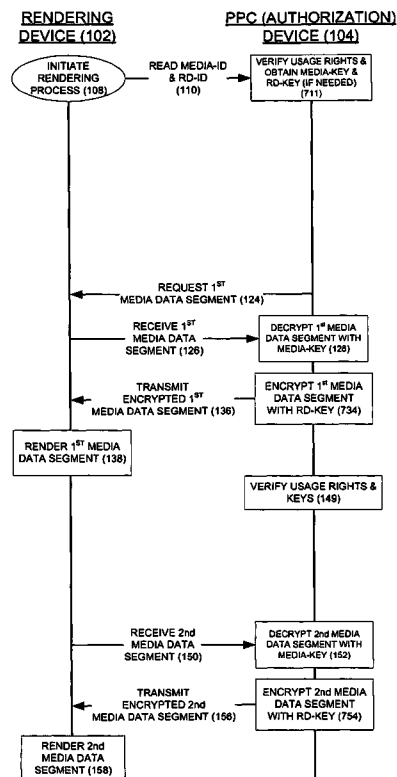 RENDERING
DEVICE (102)
PPC (AUTHORIZATION)
DEVICE (104)
INITIATE
RENDERING
PROCESS (108)
READ MEDIA-ID
& RD-ID
(110)
VERIFY USAGE RIGHTS &
OBTAIN MEDIA-KEY &
RD-KEY (IF NEEDED)
(711)
REQUEST 1ST
MEDIA DATA SEGMENT (124)
RECEIVE 1ST
MEDIA DATA
SEGMENT (126)
DECRYPT 1st MEDIA
DATA SEGMENT WITH
MEDIA-KEY (128)
TRANSMIT
ENCRYPTED 1ST
MEDIA DATA SEGMENT (136)
ENCRYPT 1st MEDIA
DATA SEGMENT
WITH RD-KEY (734)
RENDER 1ST MEDIA
DATA SEGMENT (138)
VERIFY USAGE RIGHTS &
KEYS (149)
RECEIVE 2nd
MEDIA DATA
SEGMENT (150)
DECRYPT 2nd MEDIA
DATA SEGMENT WITH
MEDIA-KEY (152)
TRANSMIT
ENCRYPTED 2nd
MEDIA DATA SEGMENT (156)
ENCRYPT 2nd MEDIA
DATA SEGMENT
WITH RD-KEY (754)
RENDER 2nd
MEDIA DATA
SEGMENT (158)